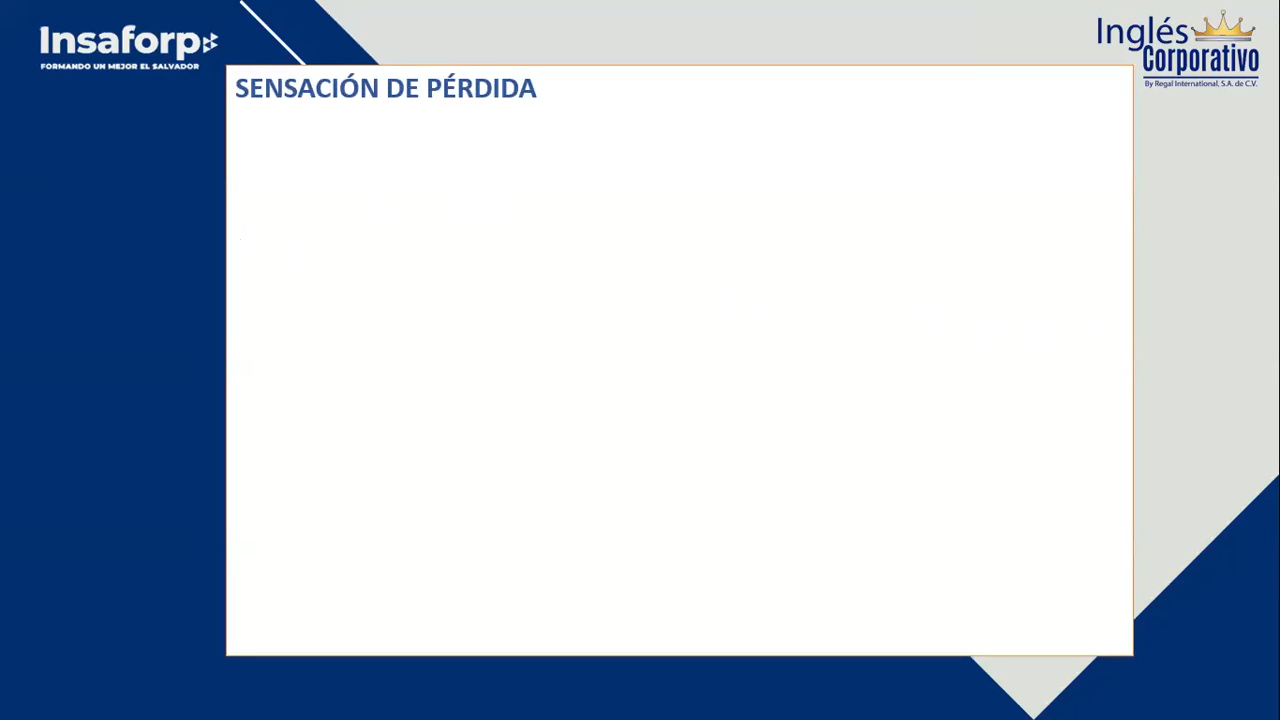 Insaforp
FORMANDO UN MEJOR EL SALVADOR
Inglés
Corporativo
By Regal International, S.A. de C.V.
SENSACIÓN DE PÉRDIDA